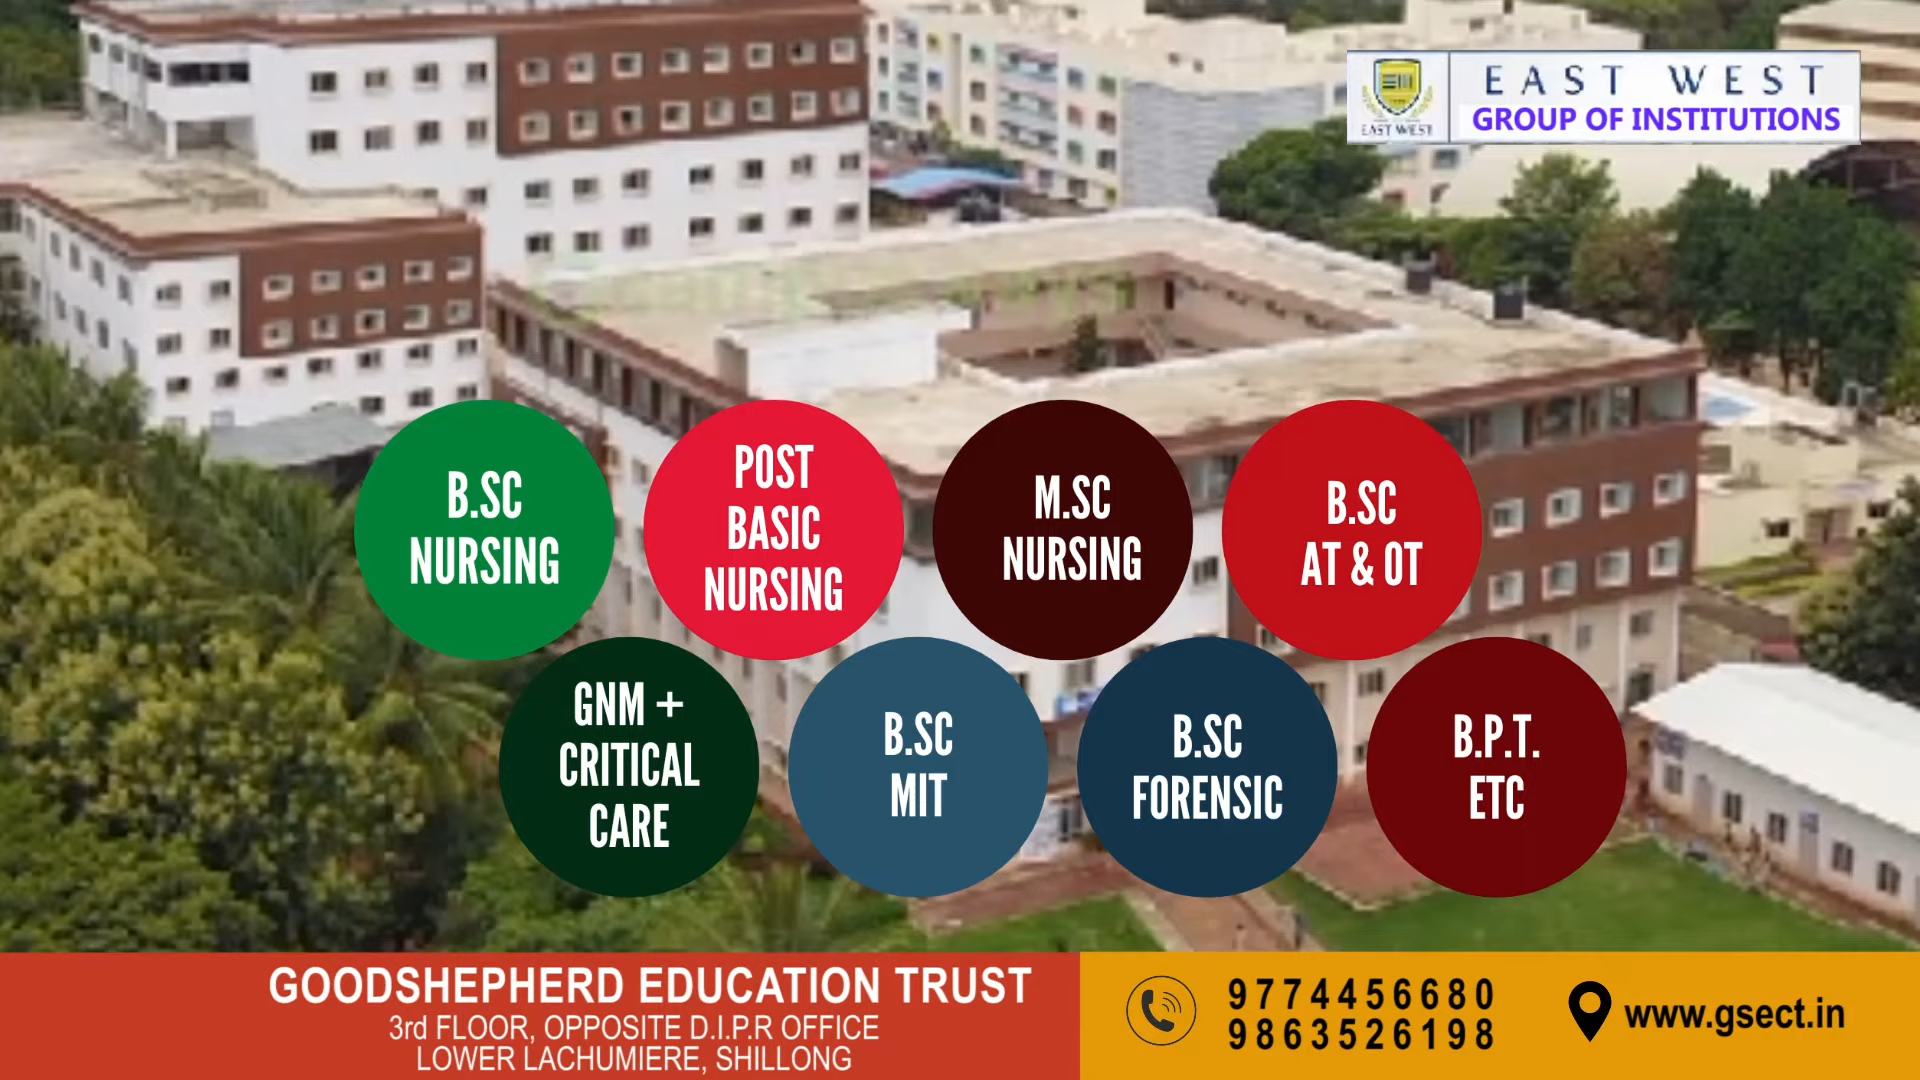 EAST WEST
EAST WEST
GROUP OF INSTITUTIONS
B.SC
NURSING
POST
BASIC
NURSING
M.SC
NURSING
B.SC
AT & OT
GNM +
CRITICAL
CARE
B.SC
MIT
B.SC
FORENSIC
B.P.T.
ETC
GOODSHEPHERD EDUCATION TRUST
3rd FLOOR, OPPOSITE D.I.P.R OFFICE
LOWER LACHUMIERE, SHILLONG
9774456680
9863526198
www.gsect.in